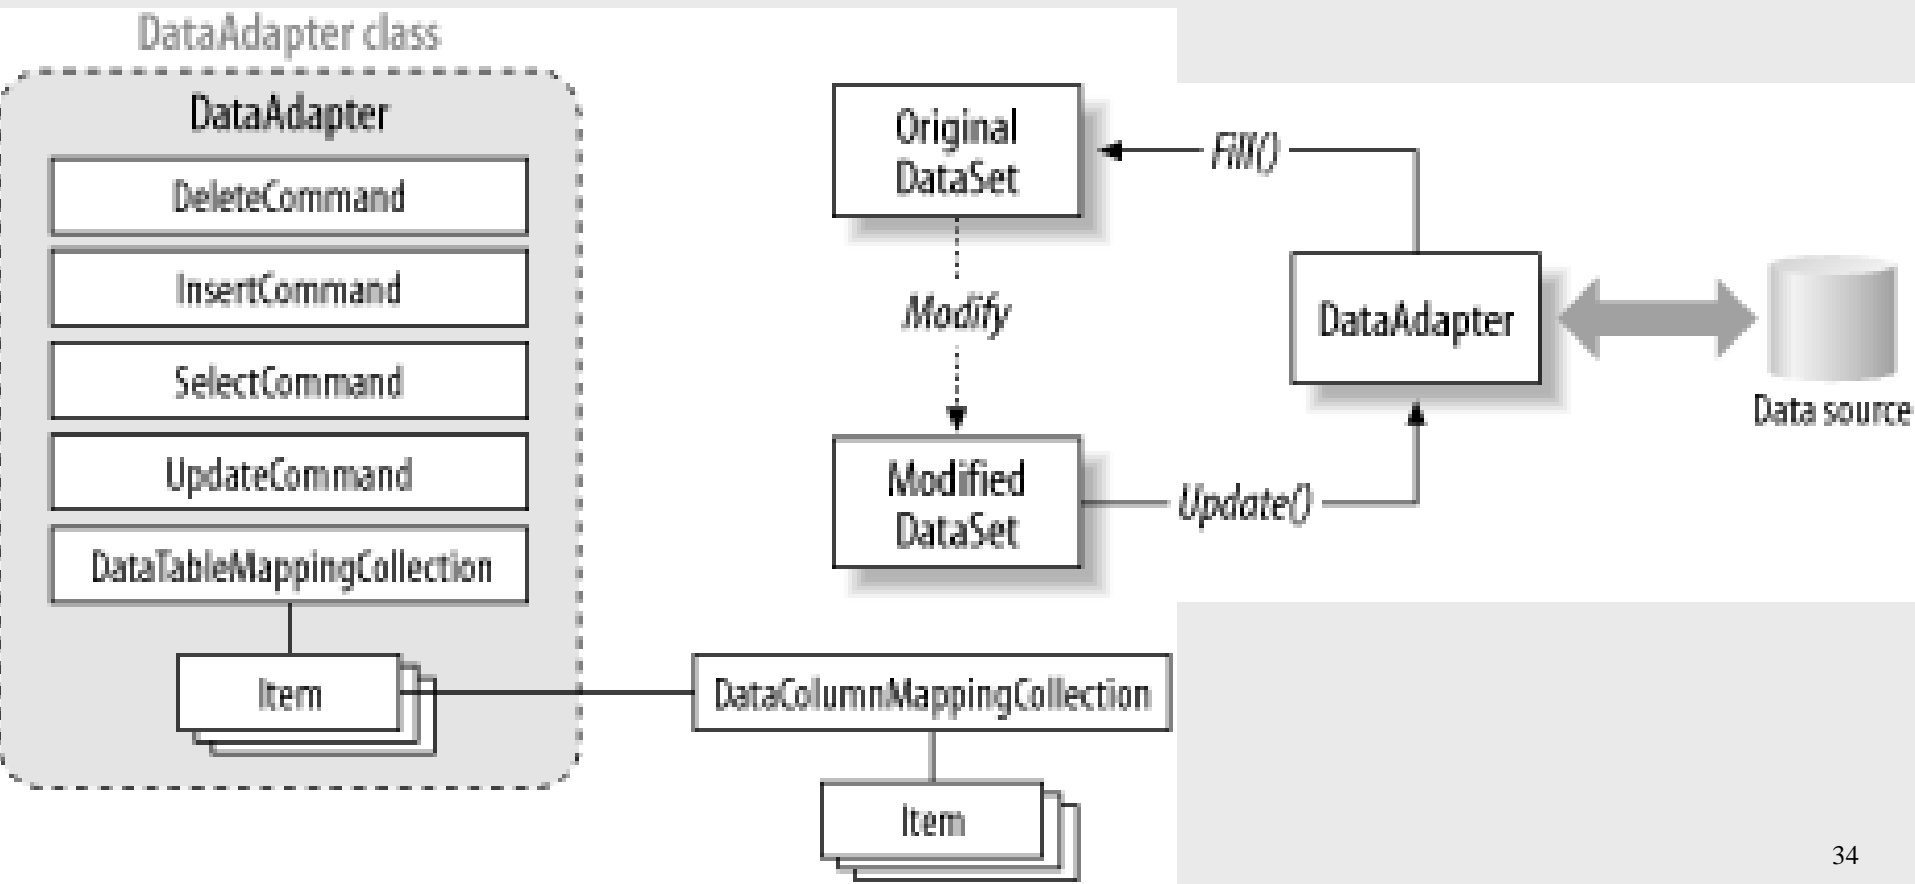 DataAdapter class
DataAdapter
DeleteCommand
InsertCommand
SelectCommand
UpdateCommand
DataTableMappingCollection
Item
DataColumnMappingCollection
Item
Original
DataSet
Fill()
Modify
DataAdapter
Data source
Modified
DataSet
Update()
34